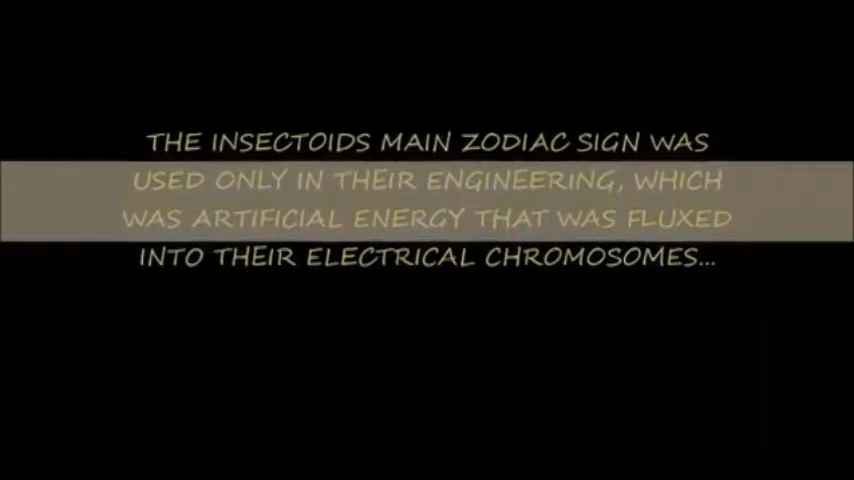 THE INSECTOIDS MAIN ZODIAC SIGN WAS
USED ONLY IN THEIR ENGINEERING, WHICH
WAS ARTIFICIAL ENERGY THAT WAS FLUXED
INTO THEIR ELECTRICAL CHROMOSOMES...